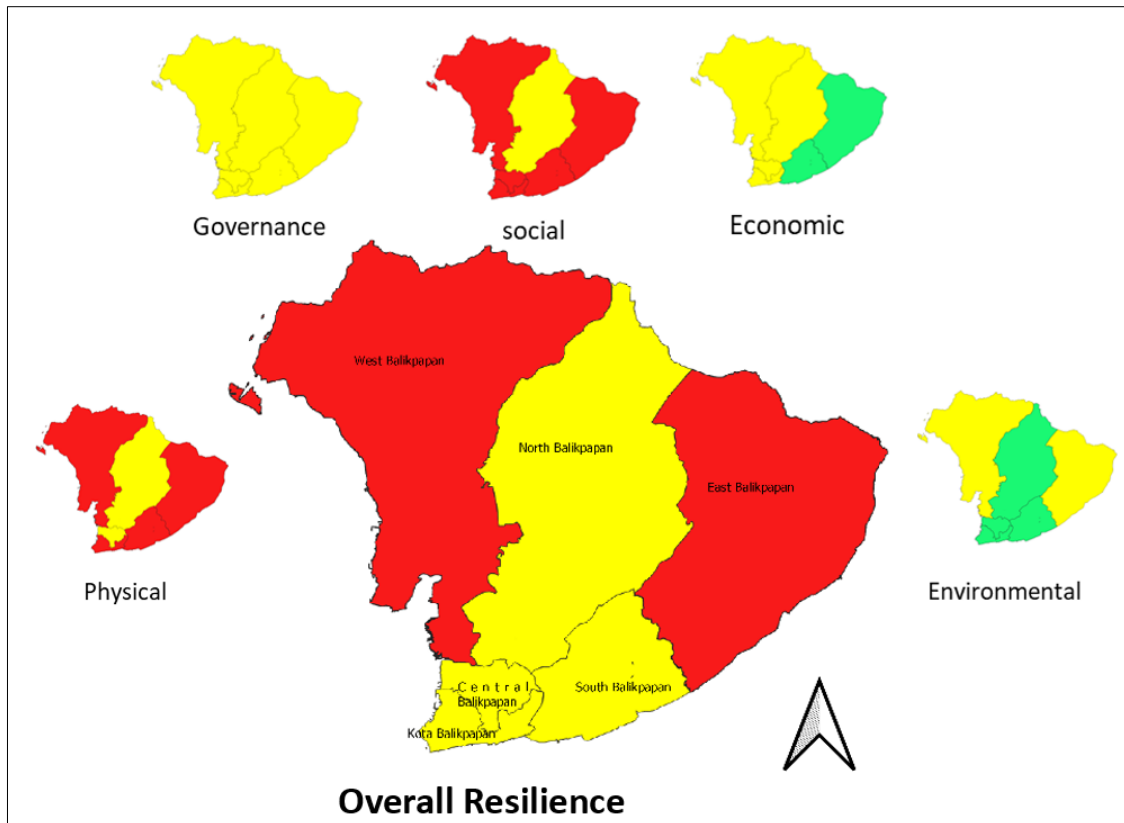 Governance
social
Economic
West Balikpapan
North Balikpapan
East Balikpapan
Physical
Environmental
Central
Balikpapan
South Balikpapan
Kota Balikpapan
Overall Resilience